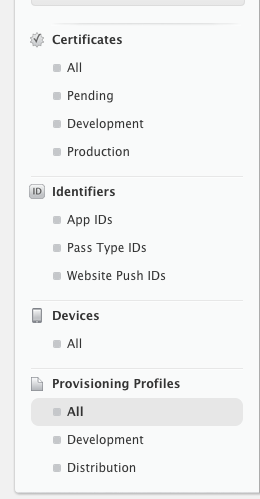 Certificates
All
Pending
Development
Production
ID Identifiers
App IDs
Pass Type IDs
Website Push IDs
Devices
All
Provisioning Profiles
All
Development
Distribution